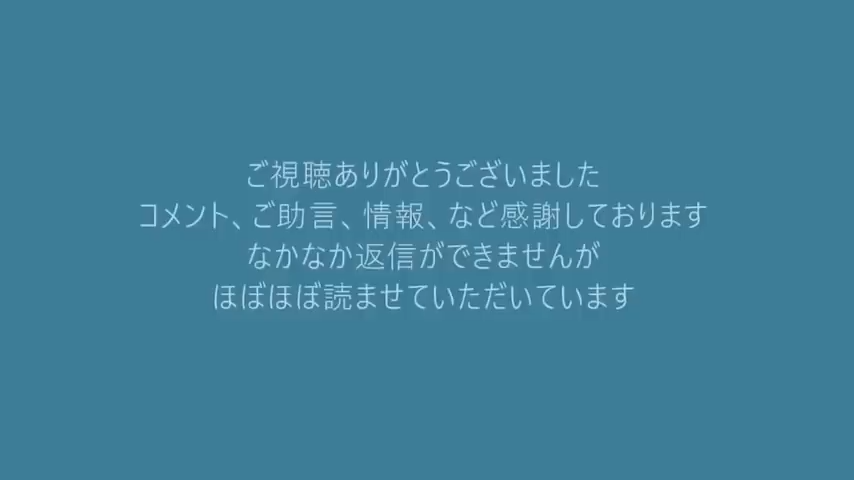 ご視聴ありがとうございました
コメント、ご助言、情報、など感謝しております
なかなか返信ができませんが
ほぼほぼ読ませていただいています